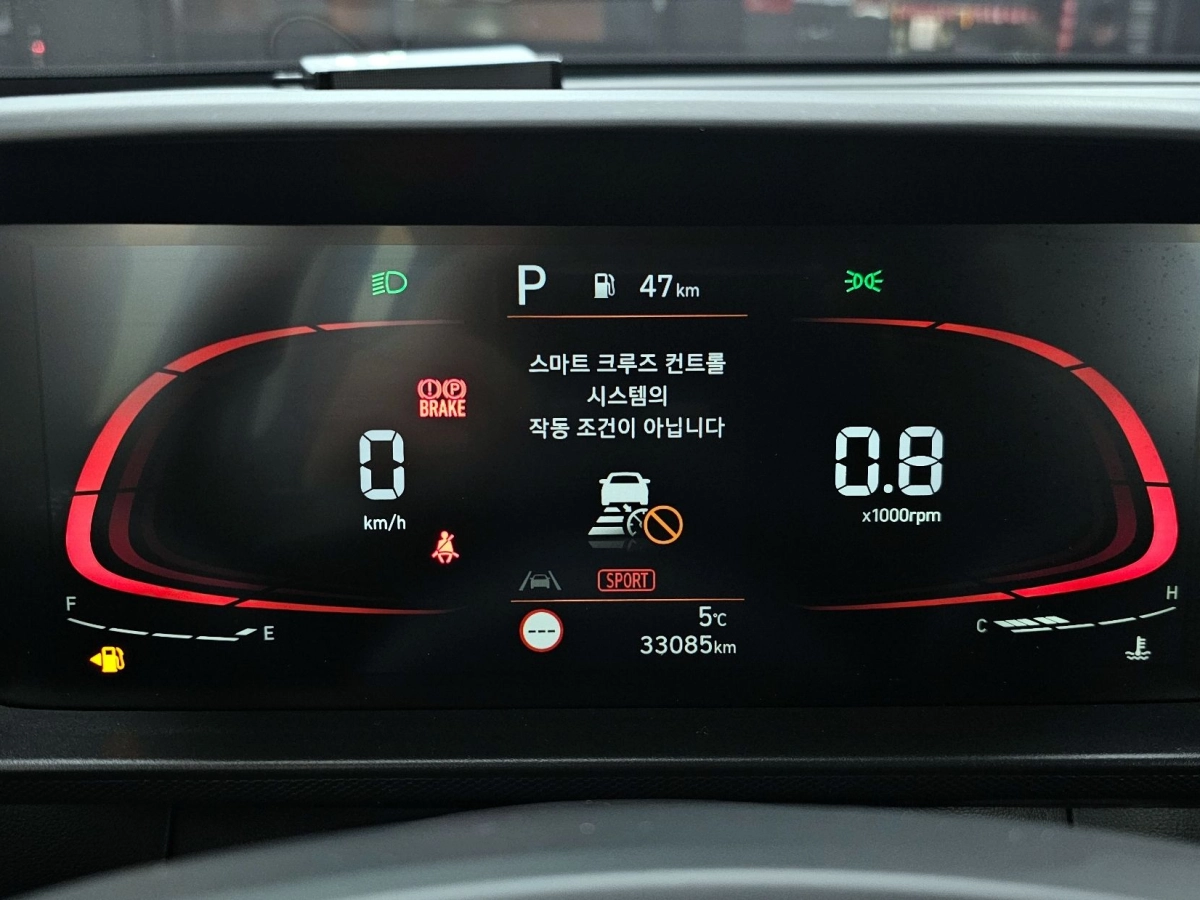 P 47km
스마트 크루즈 컨트롤
시스템의
작동 조건이 아닙니다
P
BRAKE
0
km/h
0.8
x1000rpm
SPORT
F
E
---
5℃
33085km
C
H